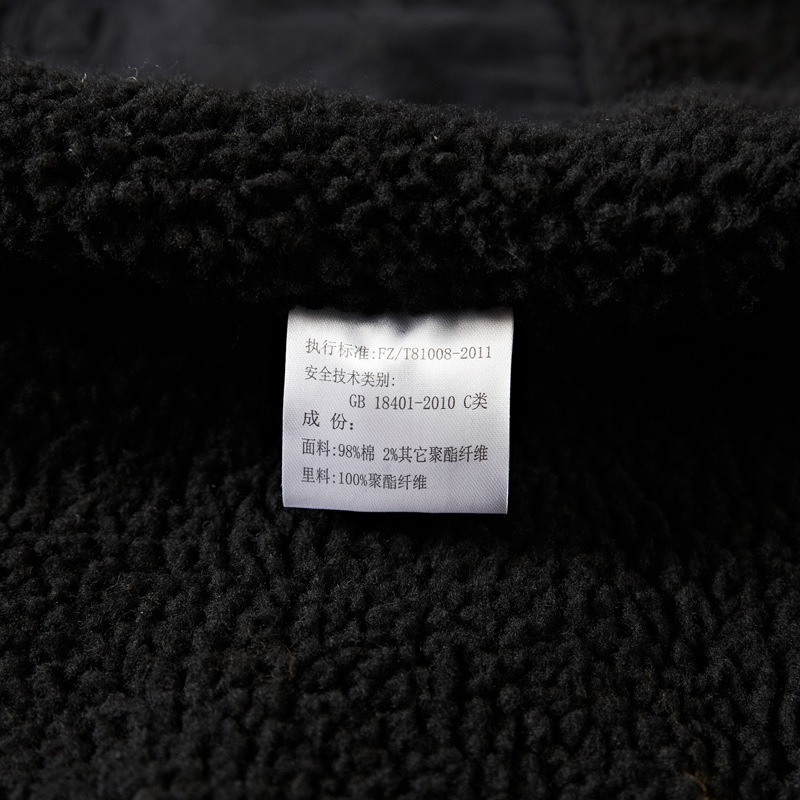 执行标准:FZ/T81008-2011
安全技术类别:
GB 18401-2010 C类
成 份:
面料:98%棉 2%其它聚酯纤维
里料:100%聚酯纤维